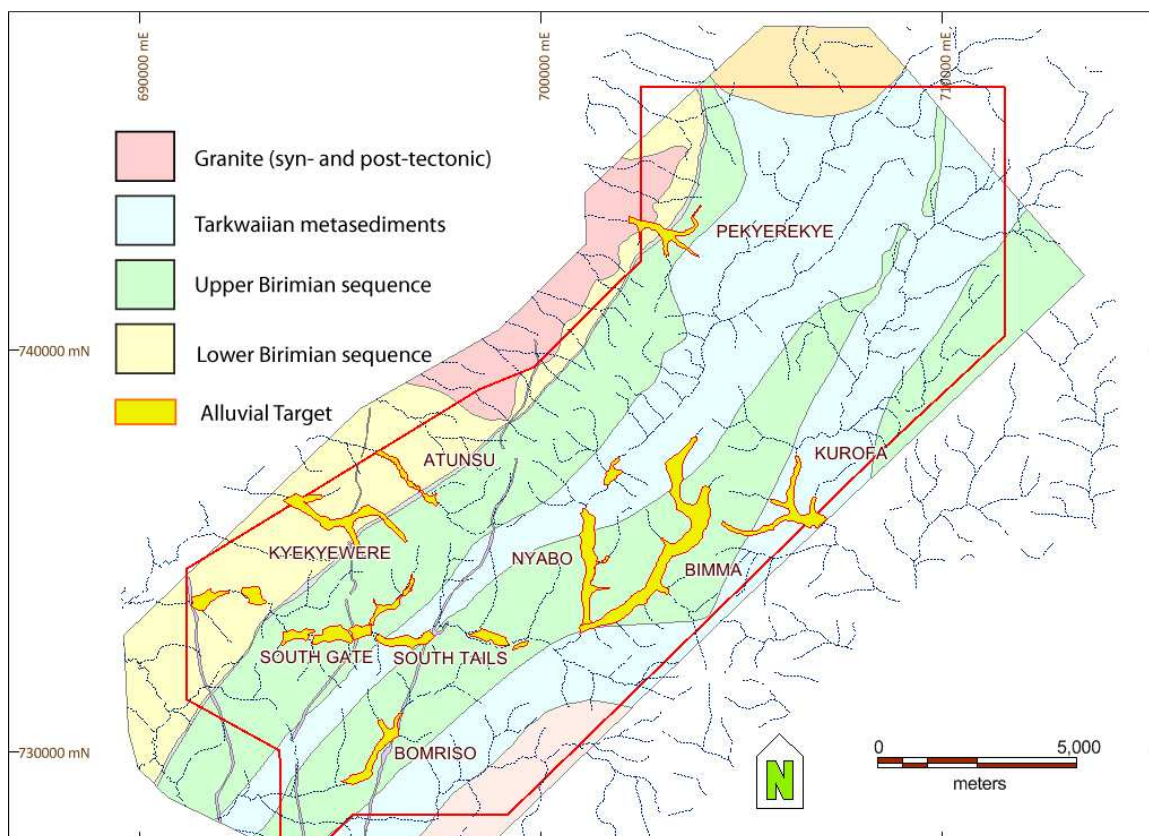 690000 mE
700000 mE
710000 mE
Granite (syn- and post-tectonic)
Tarkwaiian metasediments
Upper Birimian sequence
Lower Birimian sequence
Alluvial Target
740000 mN
730000 mN
PEKYEREKYE
ATUNSU
KUROFA
KYEKYEWERE
NYABO
BIMMA
SOUTH GATE
SOUTH TAILS
BOMRISO
N
0 5,000
meters